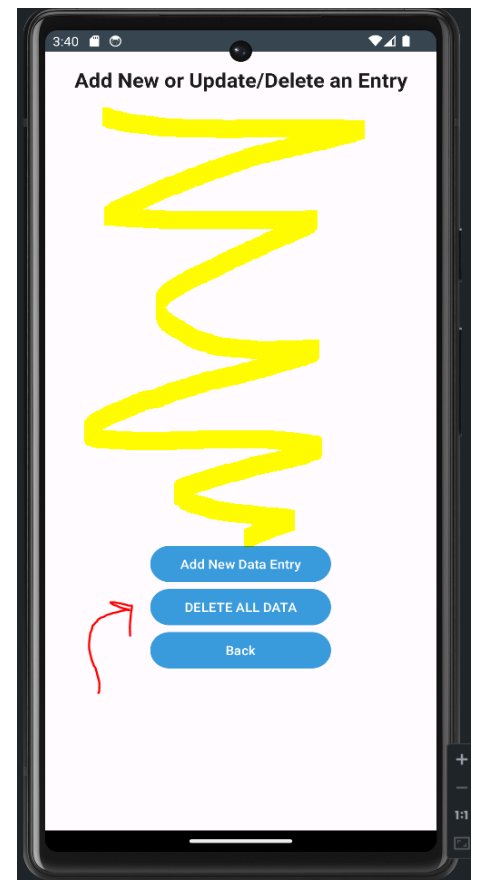 3:40
Add New or Update/Delete an Entry
Add New Data Entry
DELETE ALL DATA
Back
1:1